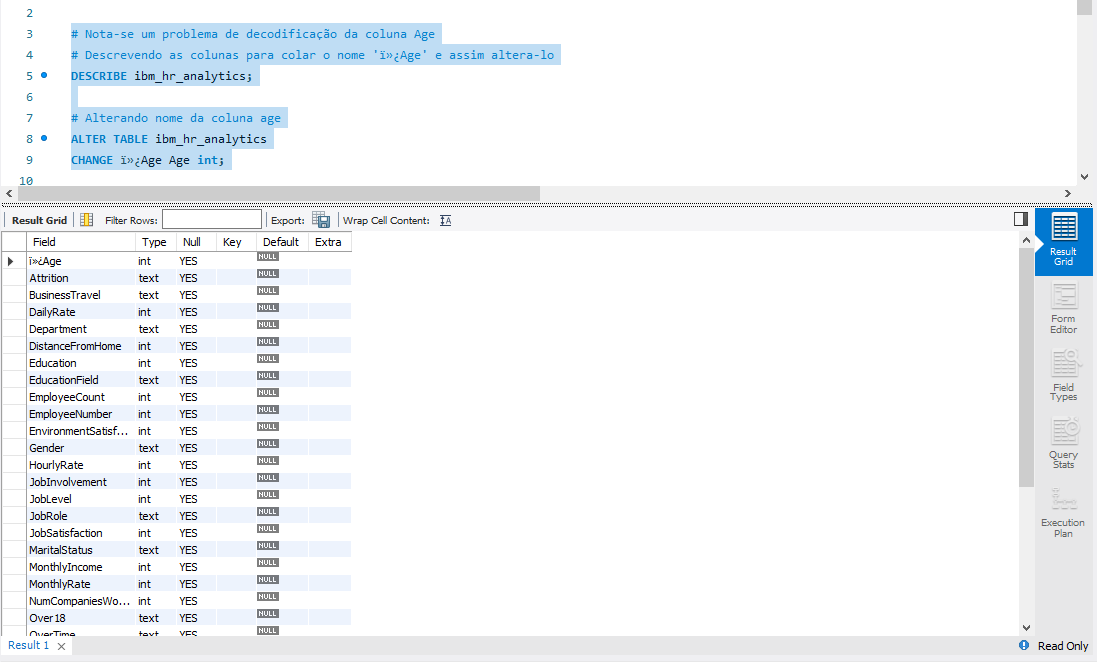 2
3 # Nota-se um problema de decodificação da coluna Age
4 # Descrevendo as colunas para colar o nome 'ï»¿Age' e assim altera-lo
5 DESCRIBE ibm_hr_analytics;
6
7 # Alterando nome da coluna age
8 ALTER TABLE ibm_hr_analytics
9 CHANGE ï»¿Age Age int;
10
Result Grid Filter Rows: Export: Wrap Cell Content: IA
Field Type Null Key Default Extra
ï»¿Age int YES NULL
Attrition text YES NULL
BusinessTravel text YES NULL
DailyRate int YES NULL
Department text YES NULL
DistanceFromHome int YES NULL
Education int YES NULL
EducationField text YES NULL
EmployeeCount int YES NULL
EmployeeNumber int YES NULL
EnvironmentSatisf... int YES NULL
Gender text YES NULL
HourlyRate int YES NULL
JobInvolvement int YES NULL
JobLevel int YES NULL
JobRole text YES NULL
JobSatisfaction int YES NULL
MaritalStatus text YES NULL
MonthlyIncome int YES NULL
MonthlyRate int YES NULL
NumCompaniesWo... int YES NULL
Over18 text YES NULL
OverTime text YES NULL
Result
Grid
Form
Editor
Field
Types
Query
Stats
Execution
Plan
Result 1
Read Only